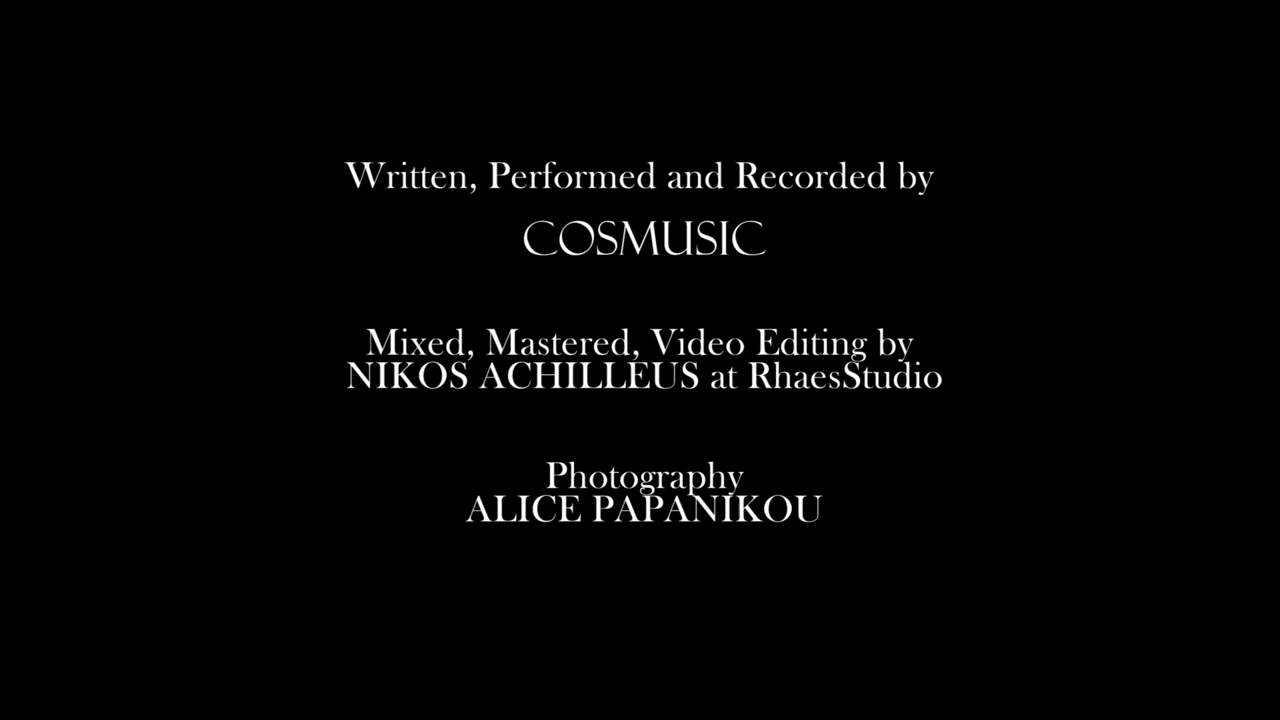 Written, Performed and Recorded by
COSMUSIC
Mixed, Mastered, Video Editing by
NIKOS ACHILLEUS at RhaesStudio
Photography
ALICE PAPANIKOU